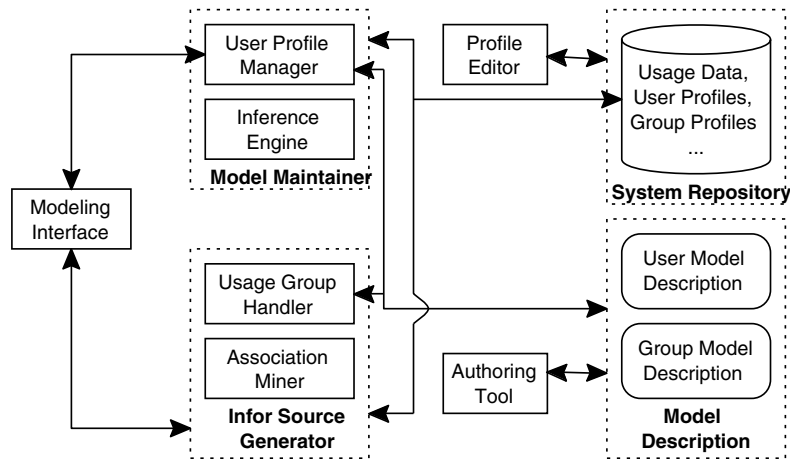 User Profile
Manager
Inference
Engine
Model Maintainer
Profile
Editor
Usage Data,
User Profiles,
Group Profiles
...
System Repository
Modeling
Interface
Usage Group
Handler
Association
Miner
Infor Source
Generator
Authoring
Tool
User Model
Description
Group Model
Description
Model
Description